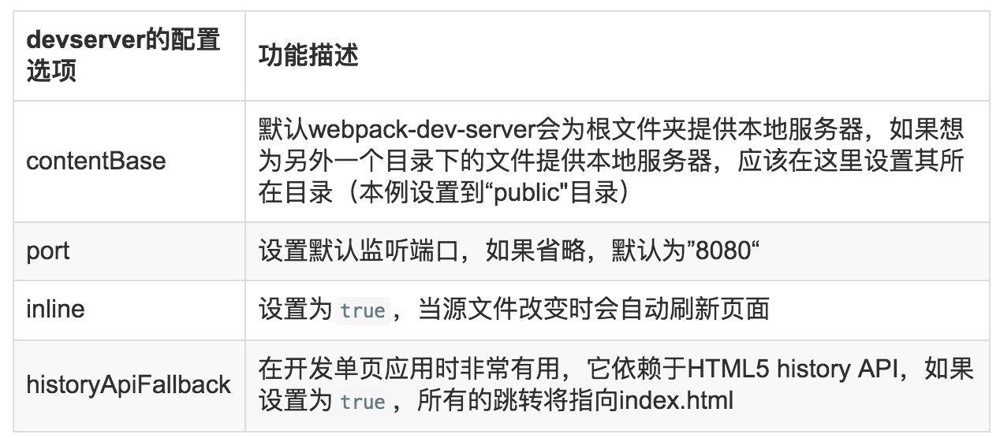 devserver的配置
选项
功能描述
contentBase
默认webpack-dev-server会为根文件夹提供本地服务器，如果想
为另外一个目录下的文件提供本地服务器，应该在这里设置其所
在目录（本例设置到“public"目录）
port
设置默认监听端口，如果省略，默认为”8080“
inline
设置为 true ，当源文件改变时会自动刷新页面
historyApiFallback
在开发单页应用时非常有用，它依赖于HTML5 history API，如果
设置为 true ，所有的跳转将指向index.html